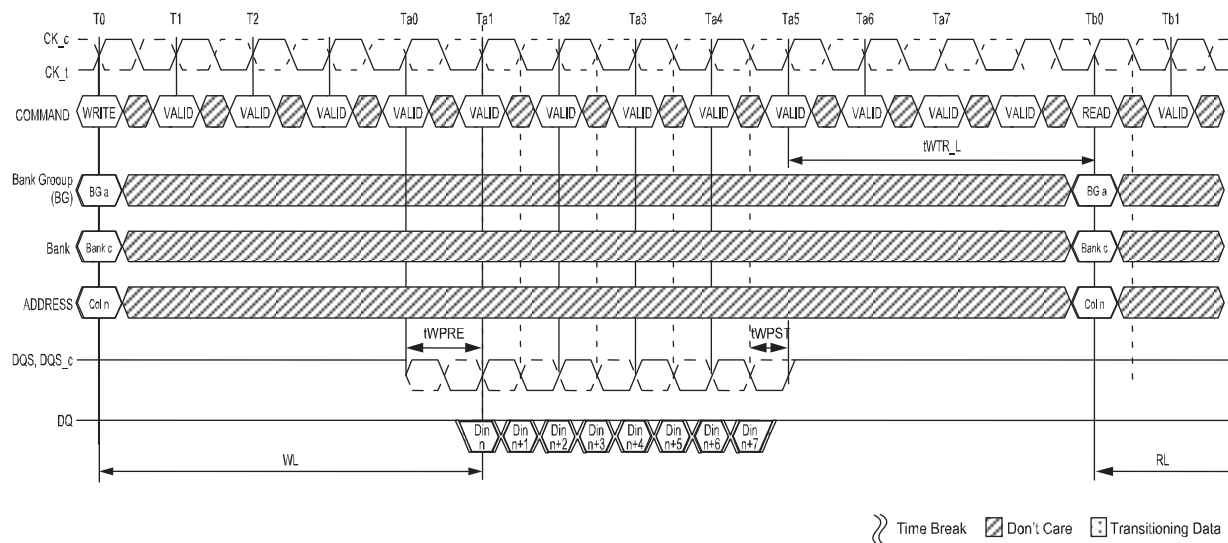 T0 T1 T2 Ta0 Ta1 Ta2 Ta3 Ta4 Ta5 Ta6 Ta7 Tb0 Tb1
CK_c
CK_t
COMMAND WRITE VALID VALID VALID VALID VALID VALID VALID VALID VALID VALID VALID VALID READ VALID
tWTR_L
Bank Grooup
(BG) BG a BG a
Bank Bank c Bank c
ADDRESS Col n Col n
tWPRE tWPST
DQS, DQS_c
DQ Din n Din n+1 Din n+2 Din n+3 Din n+4 Din n+5 Din n+6 Din n+7
WL RL
Time Break Don't Care Transitioning Data